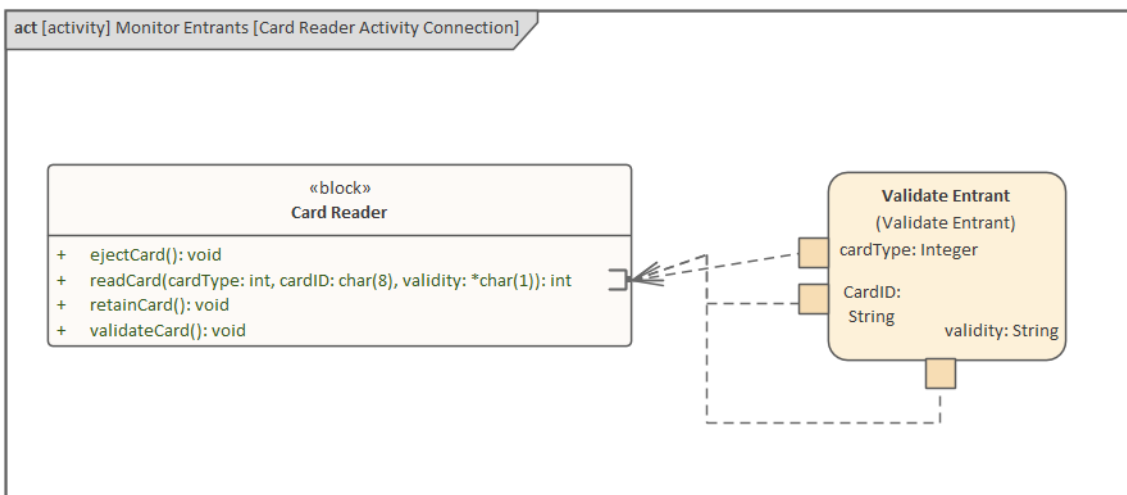 act [activity] Monitor Entrants [Card Reader Activity Connection]
«block»
Card Reader
+ ejectCard(): void
+ readCard(cardType: int, cardID: char(8), validity: *char(1)): int
+ retainCard(): void
+ validateCard(): void
Validate Entrant
(Validate Entrant)
cardType: Integer
CardID:
String
validity: String